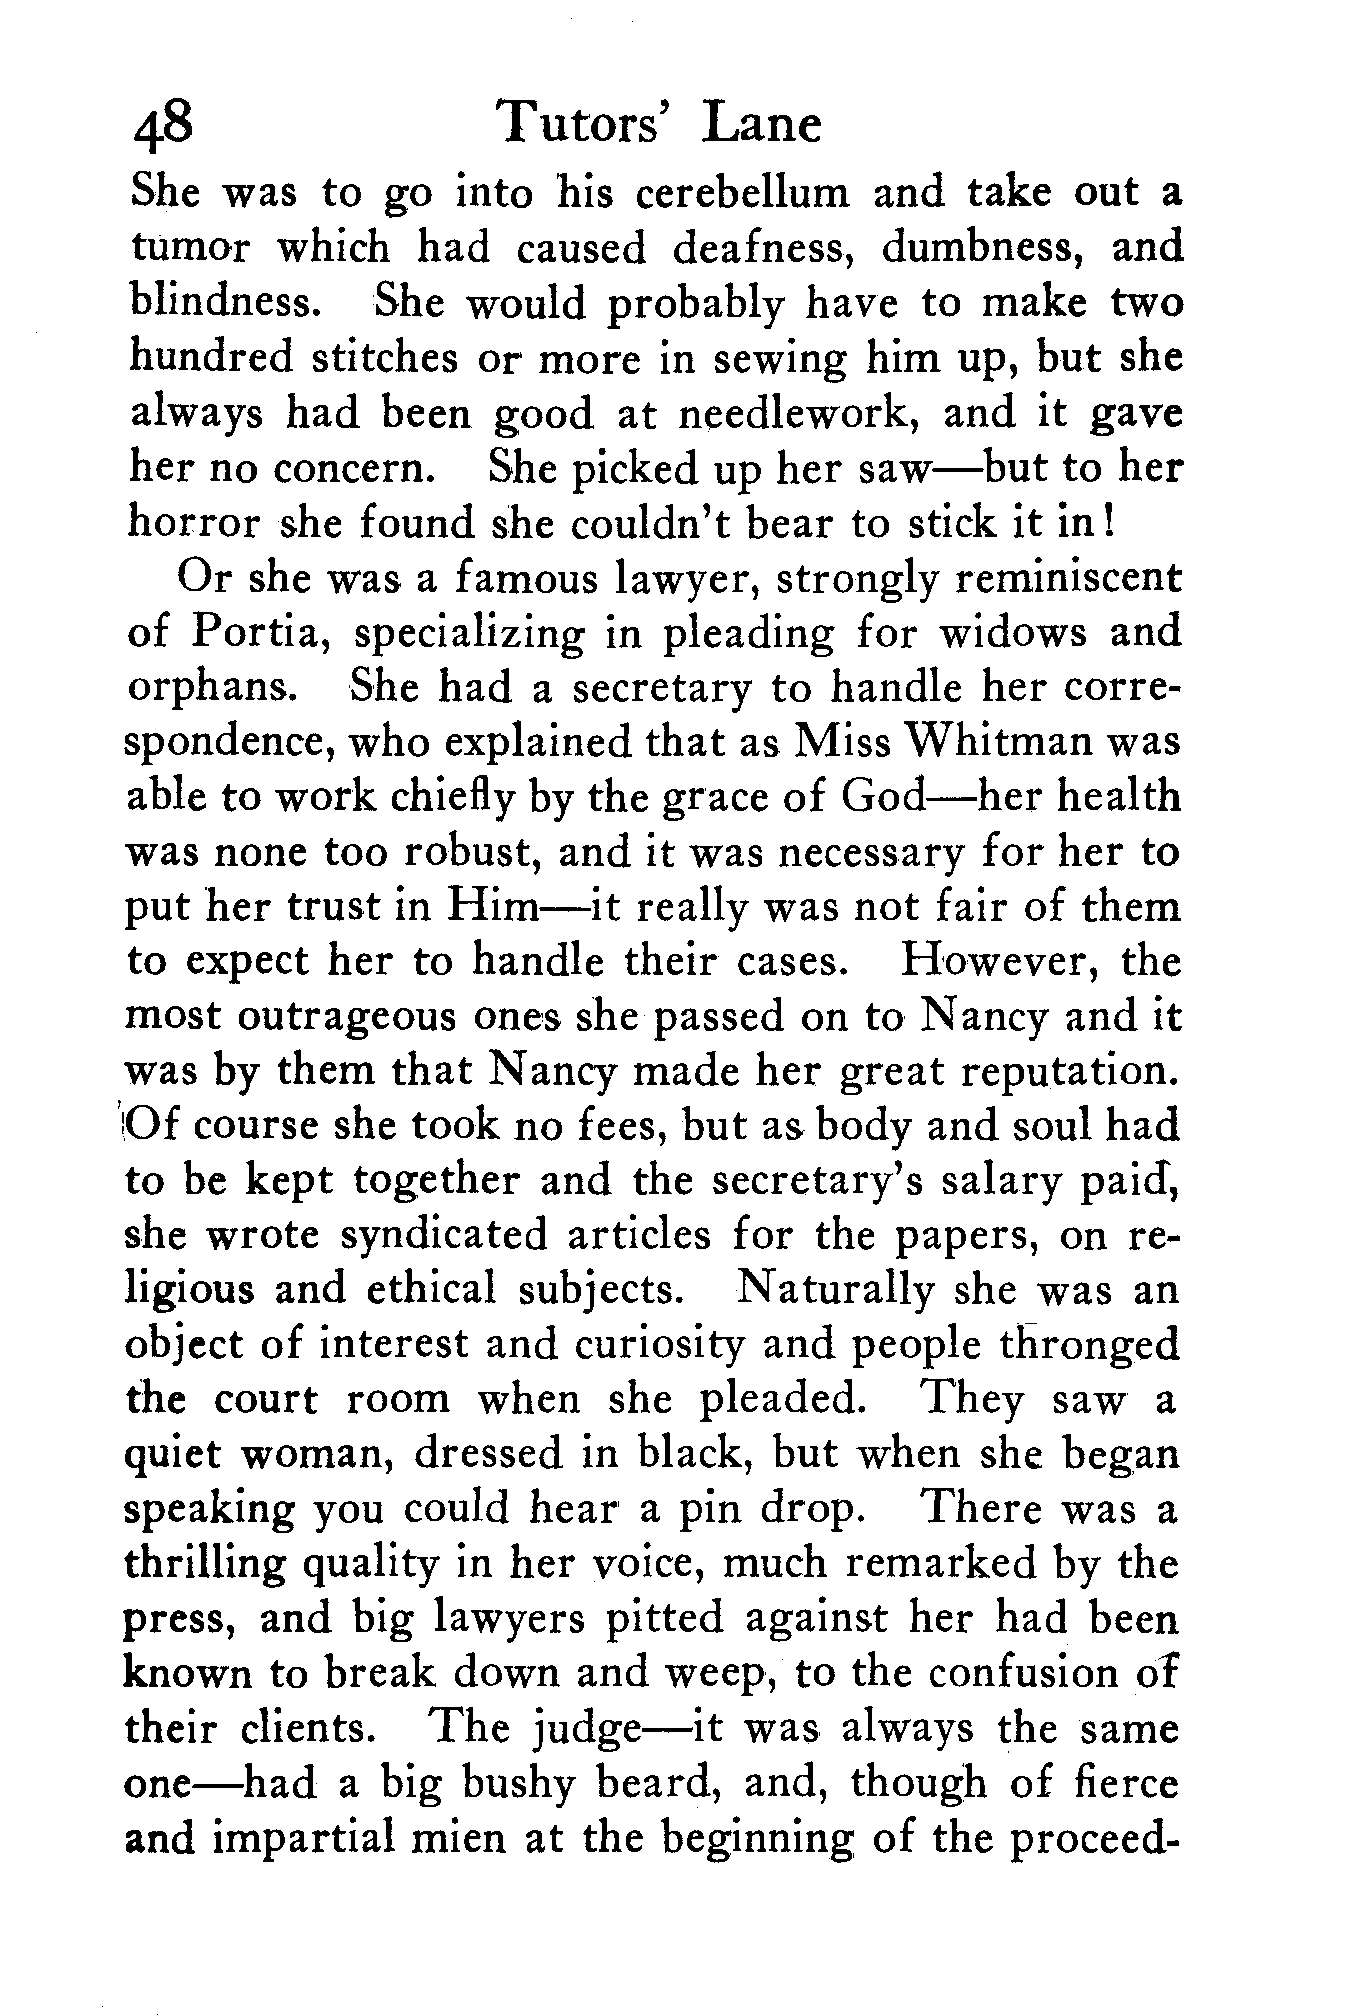 48 Tutors' Lane
She was to go into his cerebellum and take out a
tumor which had caused deafness, dumbness, and
blindness. She would probably have to make two
hundred stitches or more in sewing him up, but she
always had been good at needlework, and it gave
her no concern. She picked up her saw—but to her
horror she found she couldn't bear to stick it in!
Or she was a famous lawyer, strongly reminiscent
of Portia, specializing in pleading for widows and
orphans. She had a secretary to handle her corre-
spondence, who explained that as Miss Whitman was
able to work chiefly by the grace of God—her health
was none too robust, and it was necessary for her to
put her trust in Him—it really was not fair of them
to expect her to handle their cases. However, the
most outrageous ones she passed on to Nancy and it
was by them that Nancy made her great reputation.
Of course she took no fees, but as body and soul had
to be kept together and the secretary's salary paid,
she wrote syndicated articles for the papers, on re-
ligious and ethical subjects. Naturally she was an
object of interest and curiosity and people thronged
the court room when she pleaded. They saw a
quiet woman, dressed in black, but when she began
speaking you could hear a pin drop. There was a
thrilling quality in her voice, much remarked by the
press, and big lawyers pitted against her had been
known to break down and weep, to the confusion of
their clients. The judge—it was always the same
one—had a big bushy beard, and, though of fierce
and impartial mien at the beginning of the proceed-